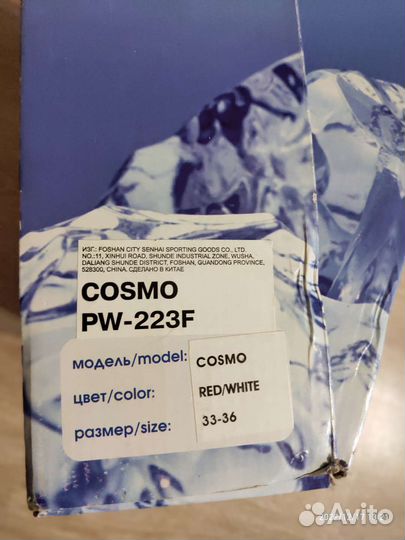 ИЗГ.: FOSHAN CITY SENHAI SPORTING GOODS CO., LTD.
NO.:11, XINHUI ROAD, SHUNDE INDUSTRIAL ZONE, WUSHA,
DALIANG SHUNDE DISTRICT, FOSHAN, GUANDONG PROVINCE,
528300, CHINA. СДЕЛАНО В КИТАЕ
COSMO
PW-223F
модель/model: COSMO
цвет/color: RED/WHITE
размер/size: 33-36
Avito